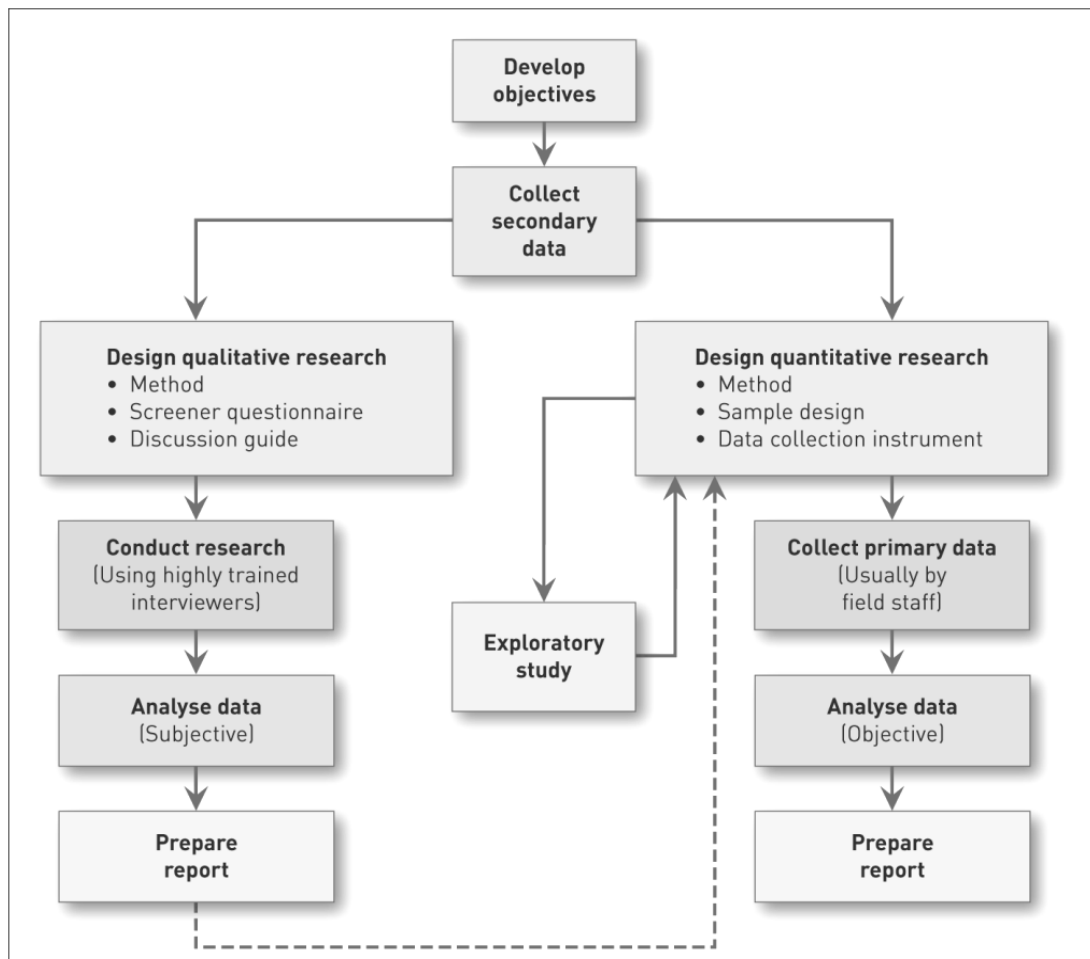 Develop
objectives
Collect
secondary
data
Design qualitative research
• Method
• Screener questionnaire
• Discussion guide
Design quantitative research
• Method
• Sample design
• Data collection instrument
Conduct research
(Using highly trained
interviewers)
Collect primary data
(Usually by
field staff)
Exploratory
study
Analyse data
(Subjective)
Analyse data
(Objective)
Prepare
report
Prepare
report